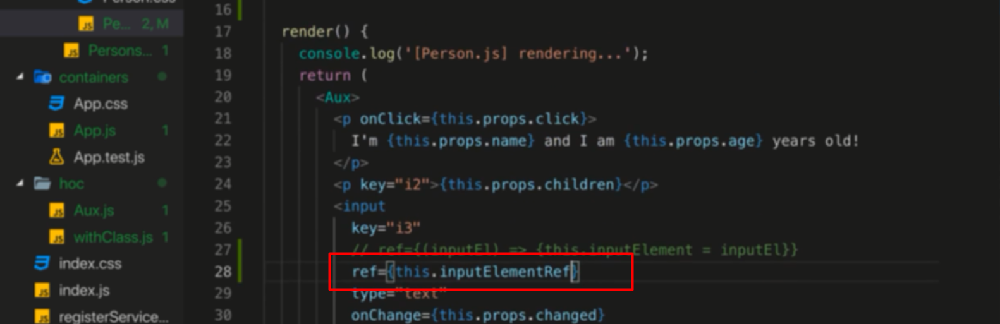 Person.css
Pe... 2, M
Persons... 1
containers
App.css
App.js 1
App.test.js
hoc
Aux.js 1
withClass.js 1
index.css
index.js
registerService...
16
17 render() {
18 console.log('[Person.js] rendering...');
19 return (
20 <Aux>
21 <p onClick={this.props.click}>
22 I'm {this.props.name} and I am {this.props.age} years old!
23 </p>
24 <p key="i2">{this.props.children}</p>
25 <input
26 key="i3"
27 // ref={(inputEl) => {this.inputElement = inputEl}}
28 ref={this.inputElementRef}
29 type="text"
30 onChange={this.props.changed}